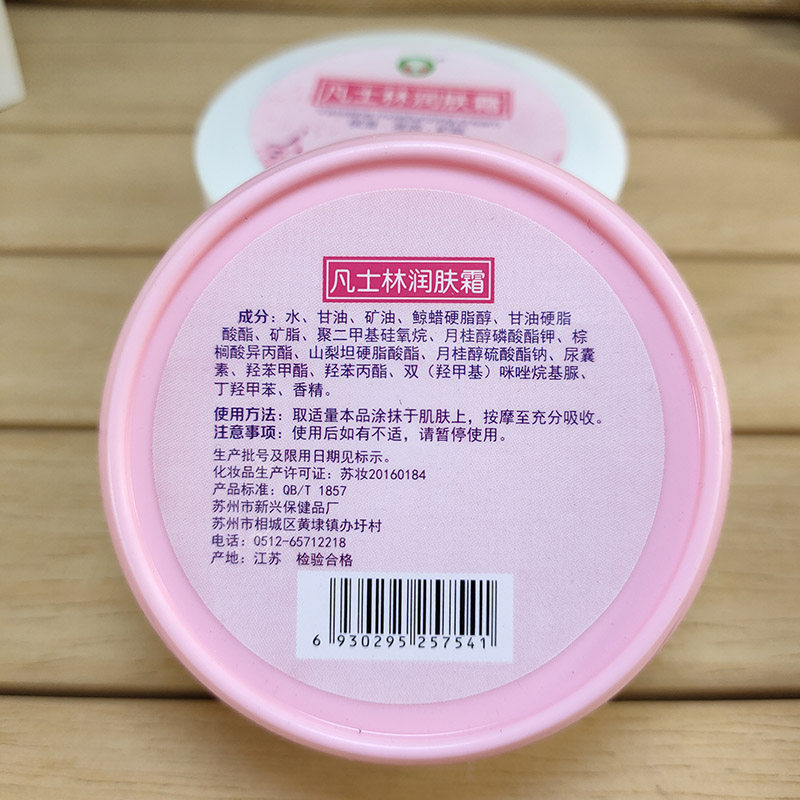 凡士林润肤霜
凡士林润肤霜
成分：水、甘油、矿油、鲸蜡硬脂醇、甘油硬脂
酸酯、矿脂、聚二甲基硅氧烷、月桂醇磷酸酯钾、棕
榈酸异丙酯、山梨坦硬脂酸酯、月桂醇硫酸酯钠、尿囊
素、羟苯甲酯、羟苯丙酯、双（羟甲基）咪唑烷基脲、
丁羟甲苯、香精。
使用方法：取适量本品涂抹于肌肤上，按摩至充分吸收。
注意事项：使用后如有不适，请暂停使用。
生产批号及限用日期见标示。
化妆品生产许可证：苏妆20160184
产品标准：QB/T 1857
苏州市新兴保健品厂
苏州市相城区黄埭镇办圩村
电话：0512-65712218
产地：江苏 检验合格
6 930295 257541